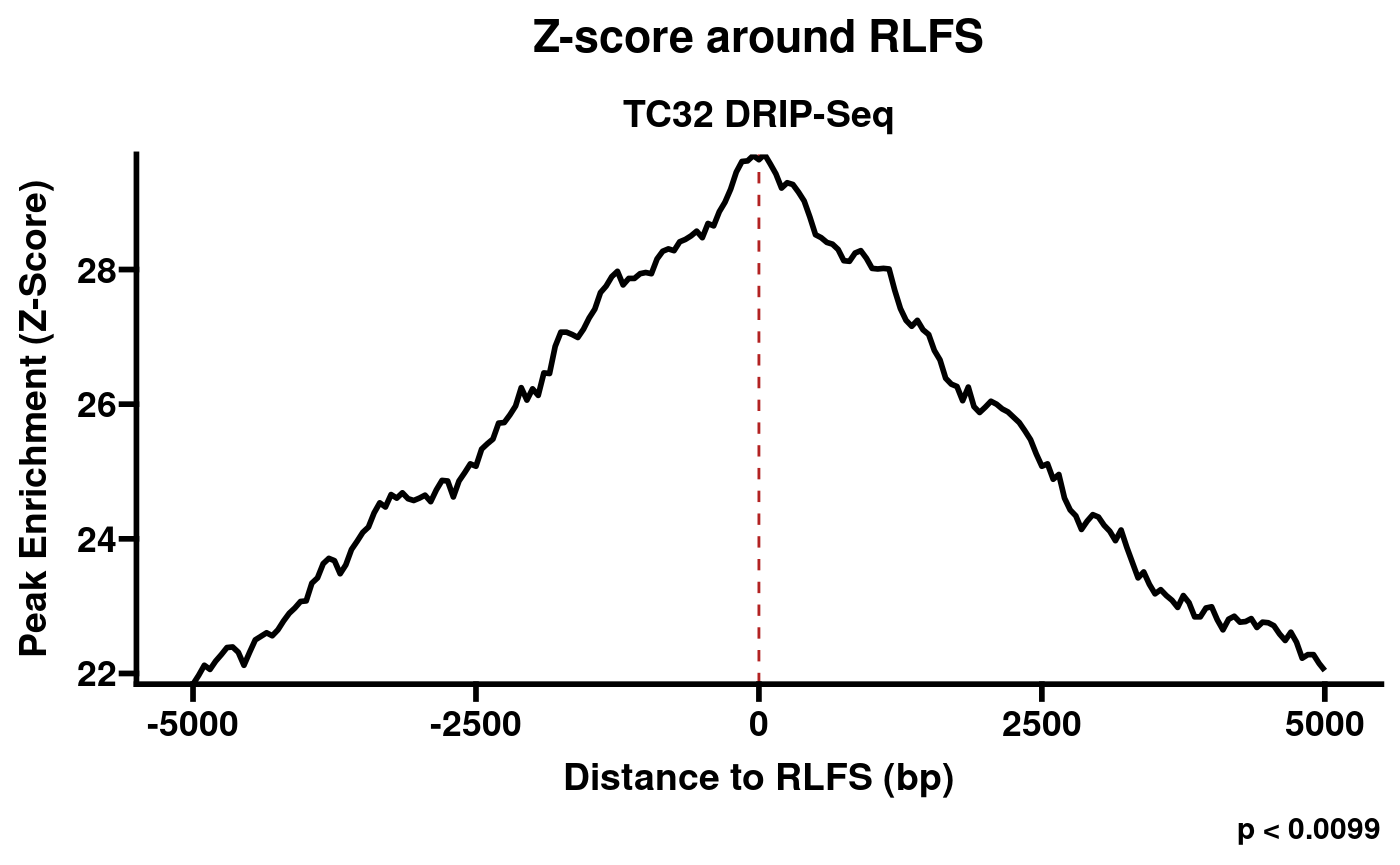 Z-score around RLFS
TC32 DRIP-Seq
Peak Enrichment (Z-Score)
28
26
24
22
-5000 -2500 0 2500 5000
Distance to RLFS (bp)
p < 0.0099